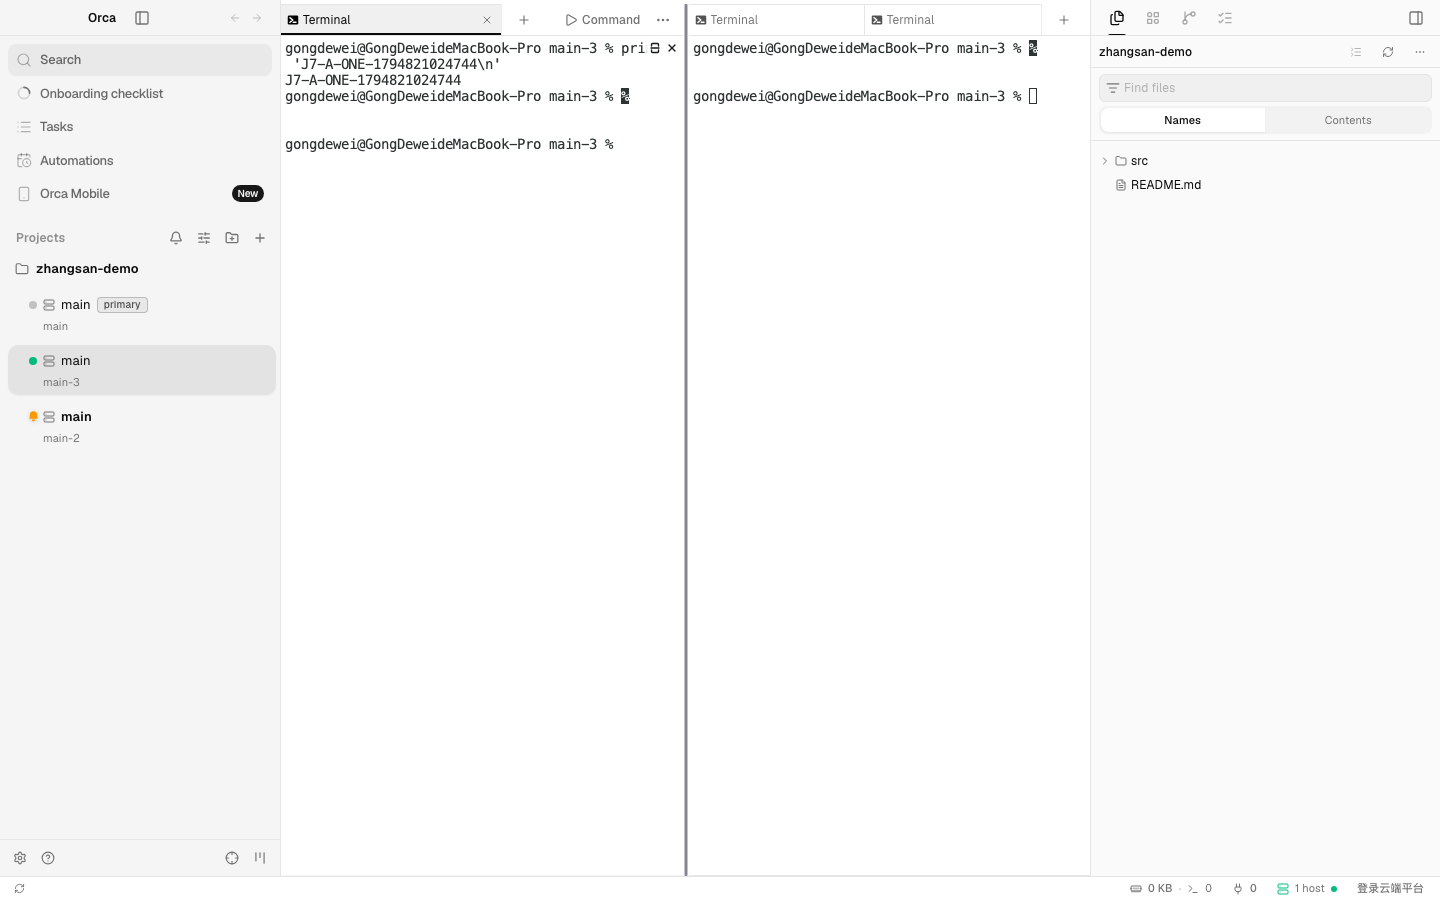 Orca
Search
Onboarding checklist
Tasks
Automations
Orca Mobile
New
Projects
zhangsan-demo
main primary
main
main
main-3
main
main-2
Terminal
Command
gongdewei@GongDeweideMacBook-Pro main-3 % pri
'J7-A-ONE-1794821024744\n'
J7-A-ONE-1794821024744
gongdewei@GongDeweideMacBook-Pro main-3 % %
gongdewei@GongDeweideMacBook-Pro main-3 %
Terminal
Terminal
gongdewei@GongDeweideMacBook-Pro main-3 % %
gongdewei@GongDeweideMacBook-Pro main-3 %
zhangsan-demo
Find files
Names
Contents
src
README.md
0 KB · 0
0
1 host
登录云端平台